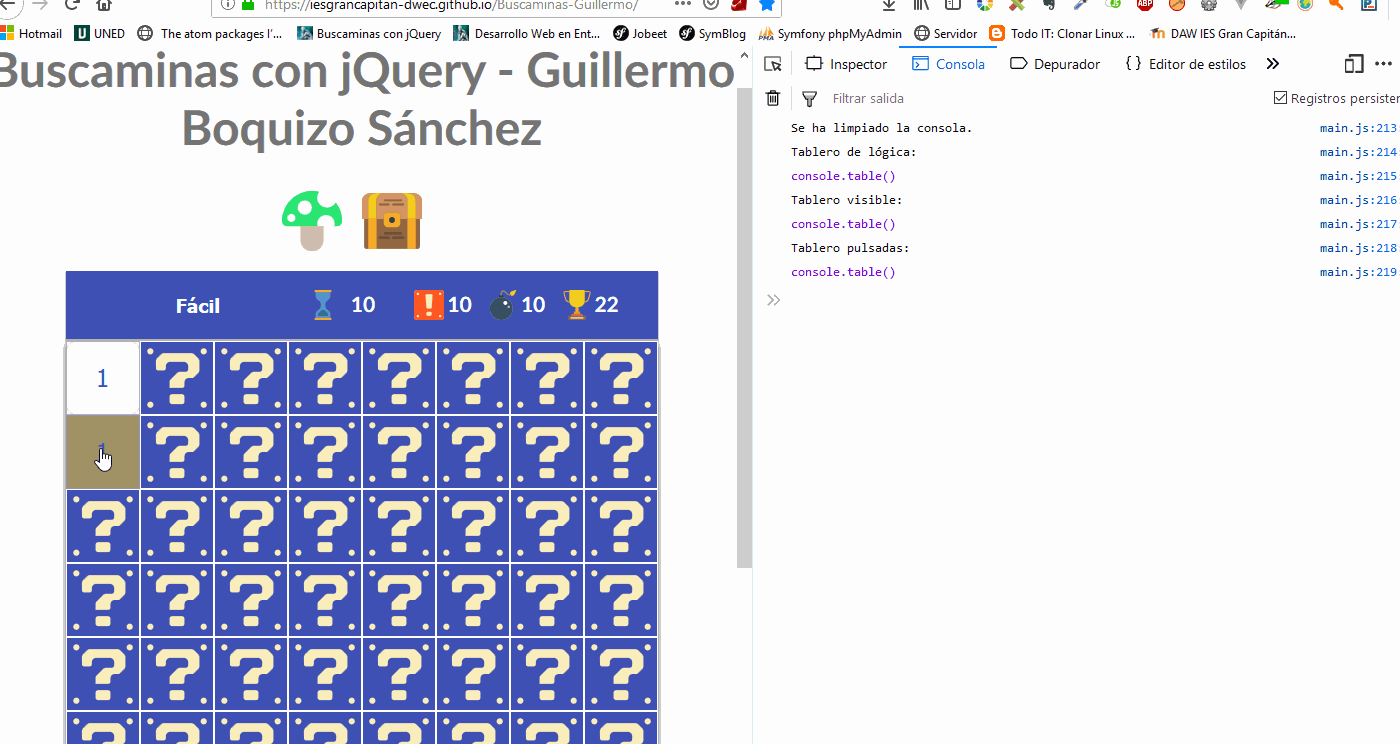 https://iesgrancapitan-dwec.github.io/Buscaminas-Guillermo/
Hotmail
UNED
The atom packages I'...
Buscaminas con jQuery
Desarrollo Web en Ent...
Jobeet
SymBlog
Symfony phpMyAdmin
Servidor
Todo IT: Clonar Linux ...
DAW IES Gran Capitán...
Buscaminas con jQuery - Guillermo
Boquizo Sánchez
Fácil
10
10
10
22
1
Inspector
Consola
Depurador
Editor de estilos
Filtrar salida
Registros persister
Se ha limpiado la consola.
main.js:213
Tablero de lógica:
main.js:214
console.table()
main.js:215
Tablero visible:
main.js:216
console.table()
main.js:217
Tablero pulsadas:
main.js:218
console.table()
main.js:219